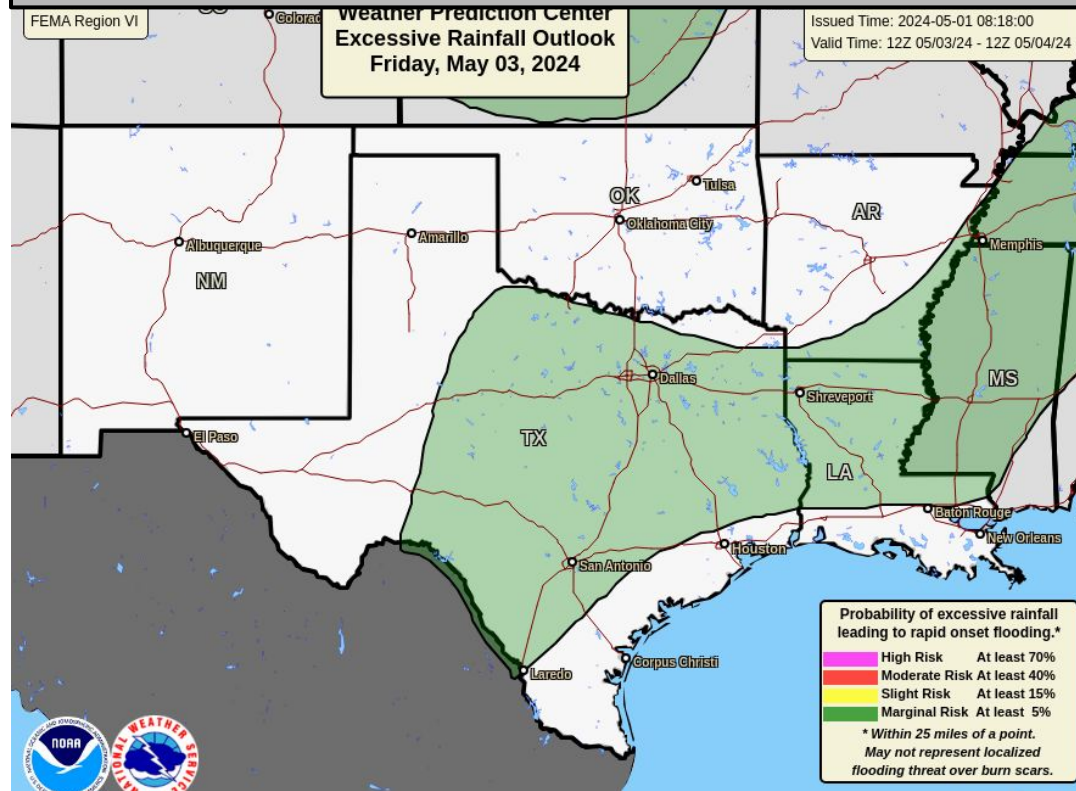 FEMA Region VI
Weather Prediction Center
Excessive Rainfall Outlook
Friday, May 03, 2024
Issued Time: 2024-05-01 08:18:00
Valid Time: 12Z 05/03/24 - 12Z 05/04/24
OK
Tulsa
Oklahoma City
AR
Albuquerque
Amarillo
Memphis
NM
Dallas
MS
Shreveport
El Paso
TX
LA
Baton Rouge
New Orleans
Houston
San Antonio
Corpus Christi
Laredo
Probability of excessive rainfall
leading to rapid onset flooding.*
High Risk At least 70%
Moderate Risk At least 40%
Slight Risk At least 15%
Marginal Risk At least 5%
* Within 25 miles of a point.
May not represent localized
flooding threat over burn scars.
NOAA
NATIONAL WEATHER SERVICE